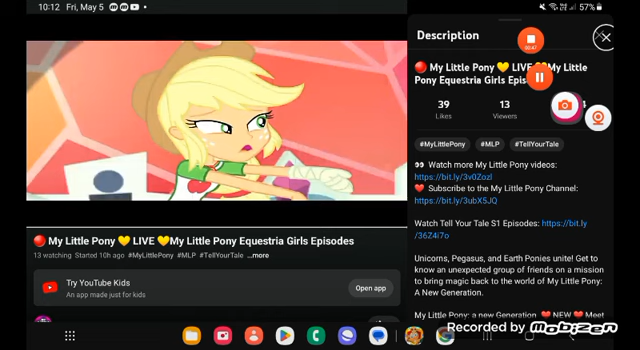 10:12 Fri, May 5
57%
Description
00:47
🔴 My Little Pony 💛 LIVE 💛My Little
Pony Equestria Girls
39
13
Likes
Viewers
#MyLittlePony
#MLP
#TellYourTale
👀 Watch more My Little Pony videos:
https://bit.ly/3v0Zozl
❤️ Subscribe to the My Little Pony Channel:
https://bit.ly/3ubX5JQ
Watch Tell Your Tale S1 Episodes: https://bit.ly
/36Z4i7o
Unicorns, Pegasus, and Earth Ponies unite! Get to
know an unexpected group of friends on a mission
to bring magic back to the world of My Little Pony:
A New Generation.
My Little Pony: a new Generation ❤️ NEW ❤️ Meet
🔴 My Little Pony 💛 LIVE 💛My Little Pony Equestria Girls Episodes
13 watching Started 10h ago #MyLittlePony #MLP #TellYourTale ...more
Try YouTube Kids
An app made just for kids
Open app
Recorded by Mobizen